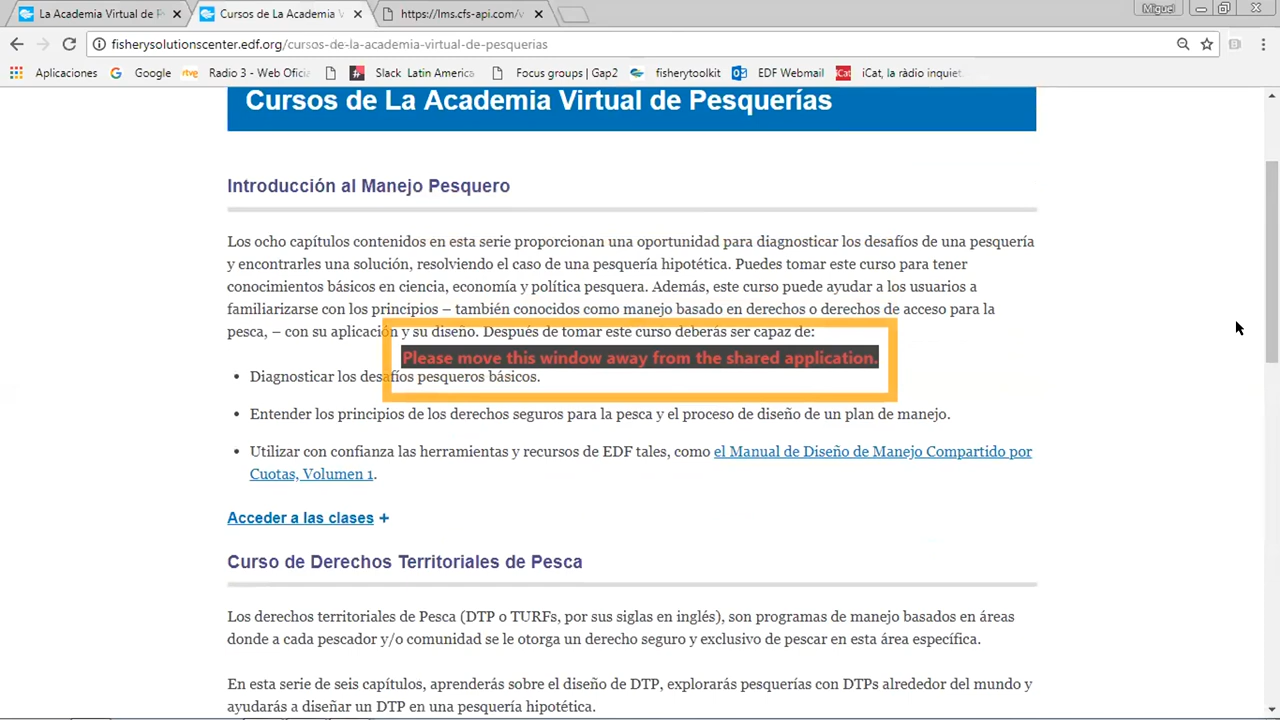 La Academia Virtual de P
Cursos de La Academia V
https://lms.cfs-api.com/v
Miguel
fisherysolutionscenter.edf.org/cursos-de-la-academia-virtual-de-pesquerias
Aplicaciones Google rtve Radio 3 - Web Oficia Slack Latin America Focus groups | Gap2 fisherytoolkit EDF Webmail iCat iCat, la ràdio inquiet
Cursos de La Academia Virtual de Pesquerías
Introducción al Manejo Pesquero
Los ocho capítulos contenidos en esta serie proporcionan una oportunidad para diagnosticar los desafíos de una pesquería
y encontrarles una solución, resolviendo el caso de una pesquería hipotética. Puedes tomar este curso para tener
conocimientos básicos en ciencia, economía y política pesquera. Además, este curso puede ayudar a los usuarios a
familiarizarse con los principios – también conocidos como manejo basado en derechos o derechos de acceso para la
pesca, – con su aplicación y su diseño. Después de tomar este curso deberás ser capaz de:
Please move this window away from the shared application.
• Diagnosticar los desafíos pesqueros básicos.
• Entender los principios de los derechos seguros para la pesca y el proceso de diseño de un plan de manejo.
• Utilizar con confianza las herramientas y recursos de EDF tales, como el Manual de Diseño de Manejo Compartido por
Cuotas, Volumen 1.
Acceder a las clases +
Curso de Derechos Territoriales de Pesca
Los derechos territoriales de Pesca (DTP o TURFs, por sus siglas en inglés), son programas de manejo basados en áreas
donde a cada pescador y/o comunidad se le otorga un derecho seguro y exclusivo de pescar en esta área específica.
En esta serie de seis capítulos, aprenderás sobre el diseño de DTP, explorarás pesquerías con DTPs alrededor del mundo y
ayudarás a diseñar un DTP en una pesquería hipotética.